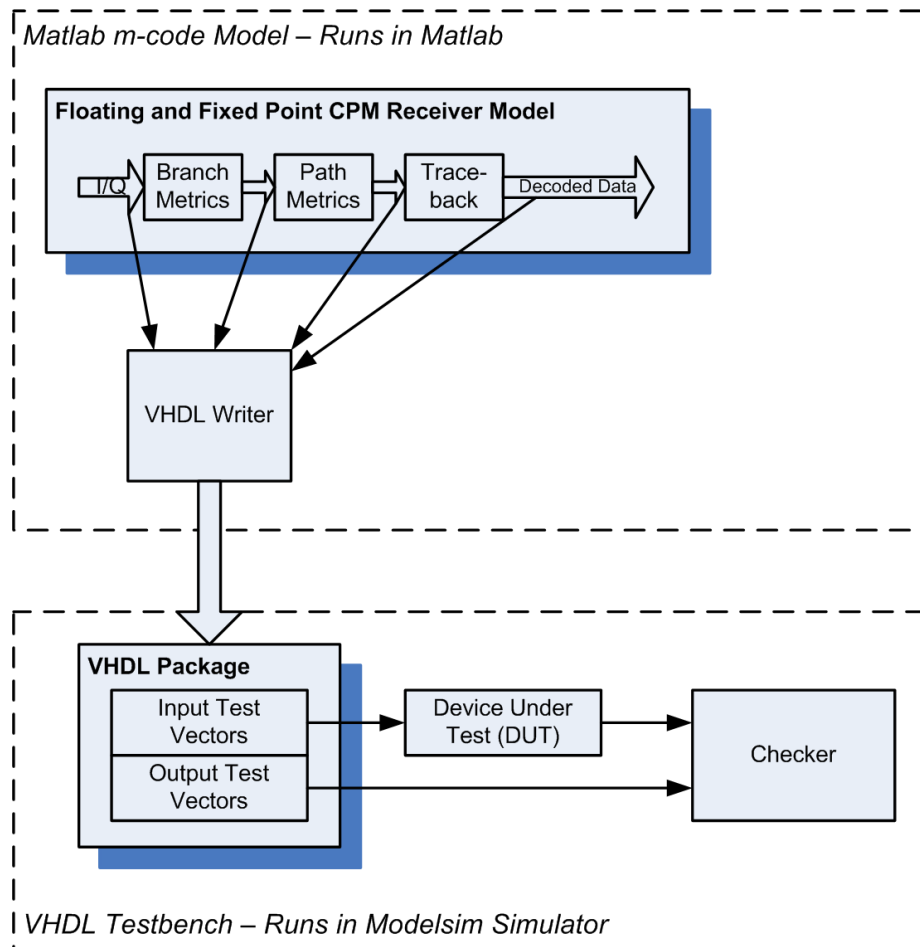 Matlab m-code Model – Runs in Matlab
Floating and Fixed Point CPM Receiver Model
I/Q
Branch
Metrics
Path
Metrics
Trace-
back
Decoded Data
VHDL Writer
VHDL Package
Input Test
Vectors
Output Test
Vectors
Device Under
Test (DUT)
Checker
VHDL Testbench – Runs in Modelsim Simulator